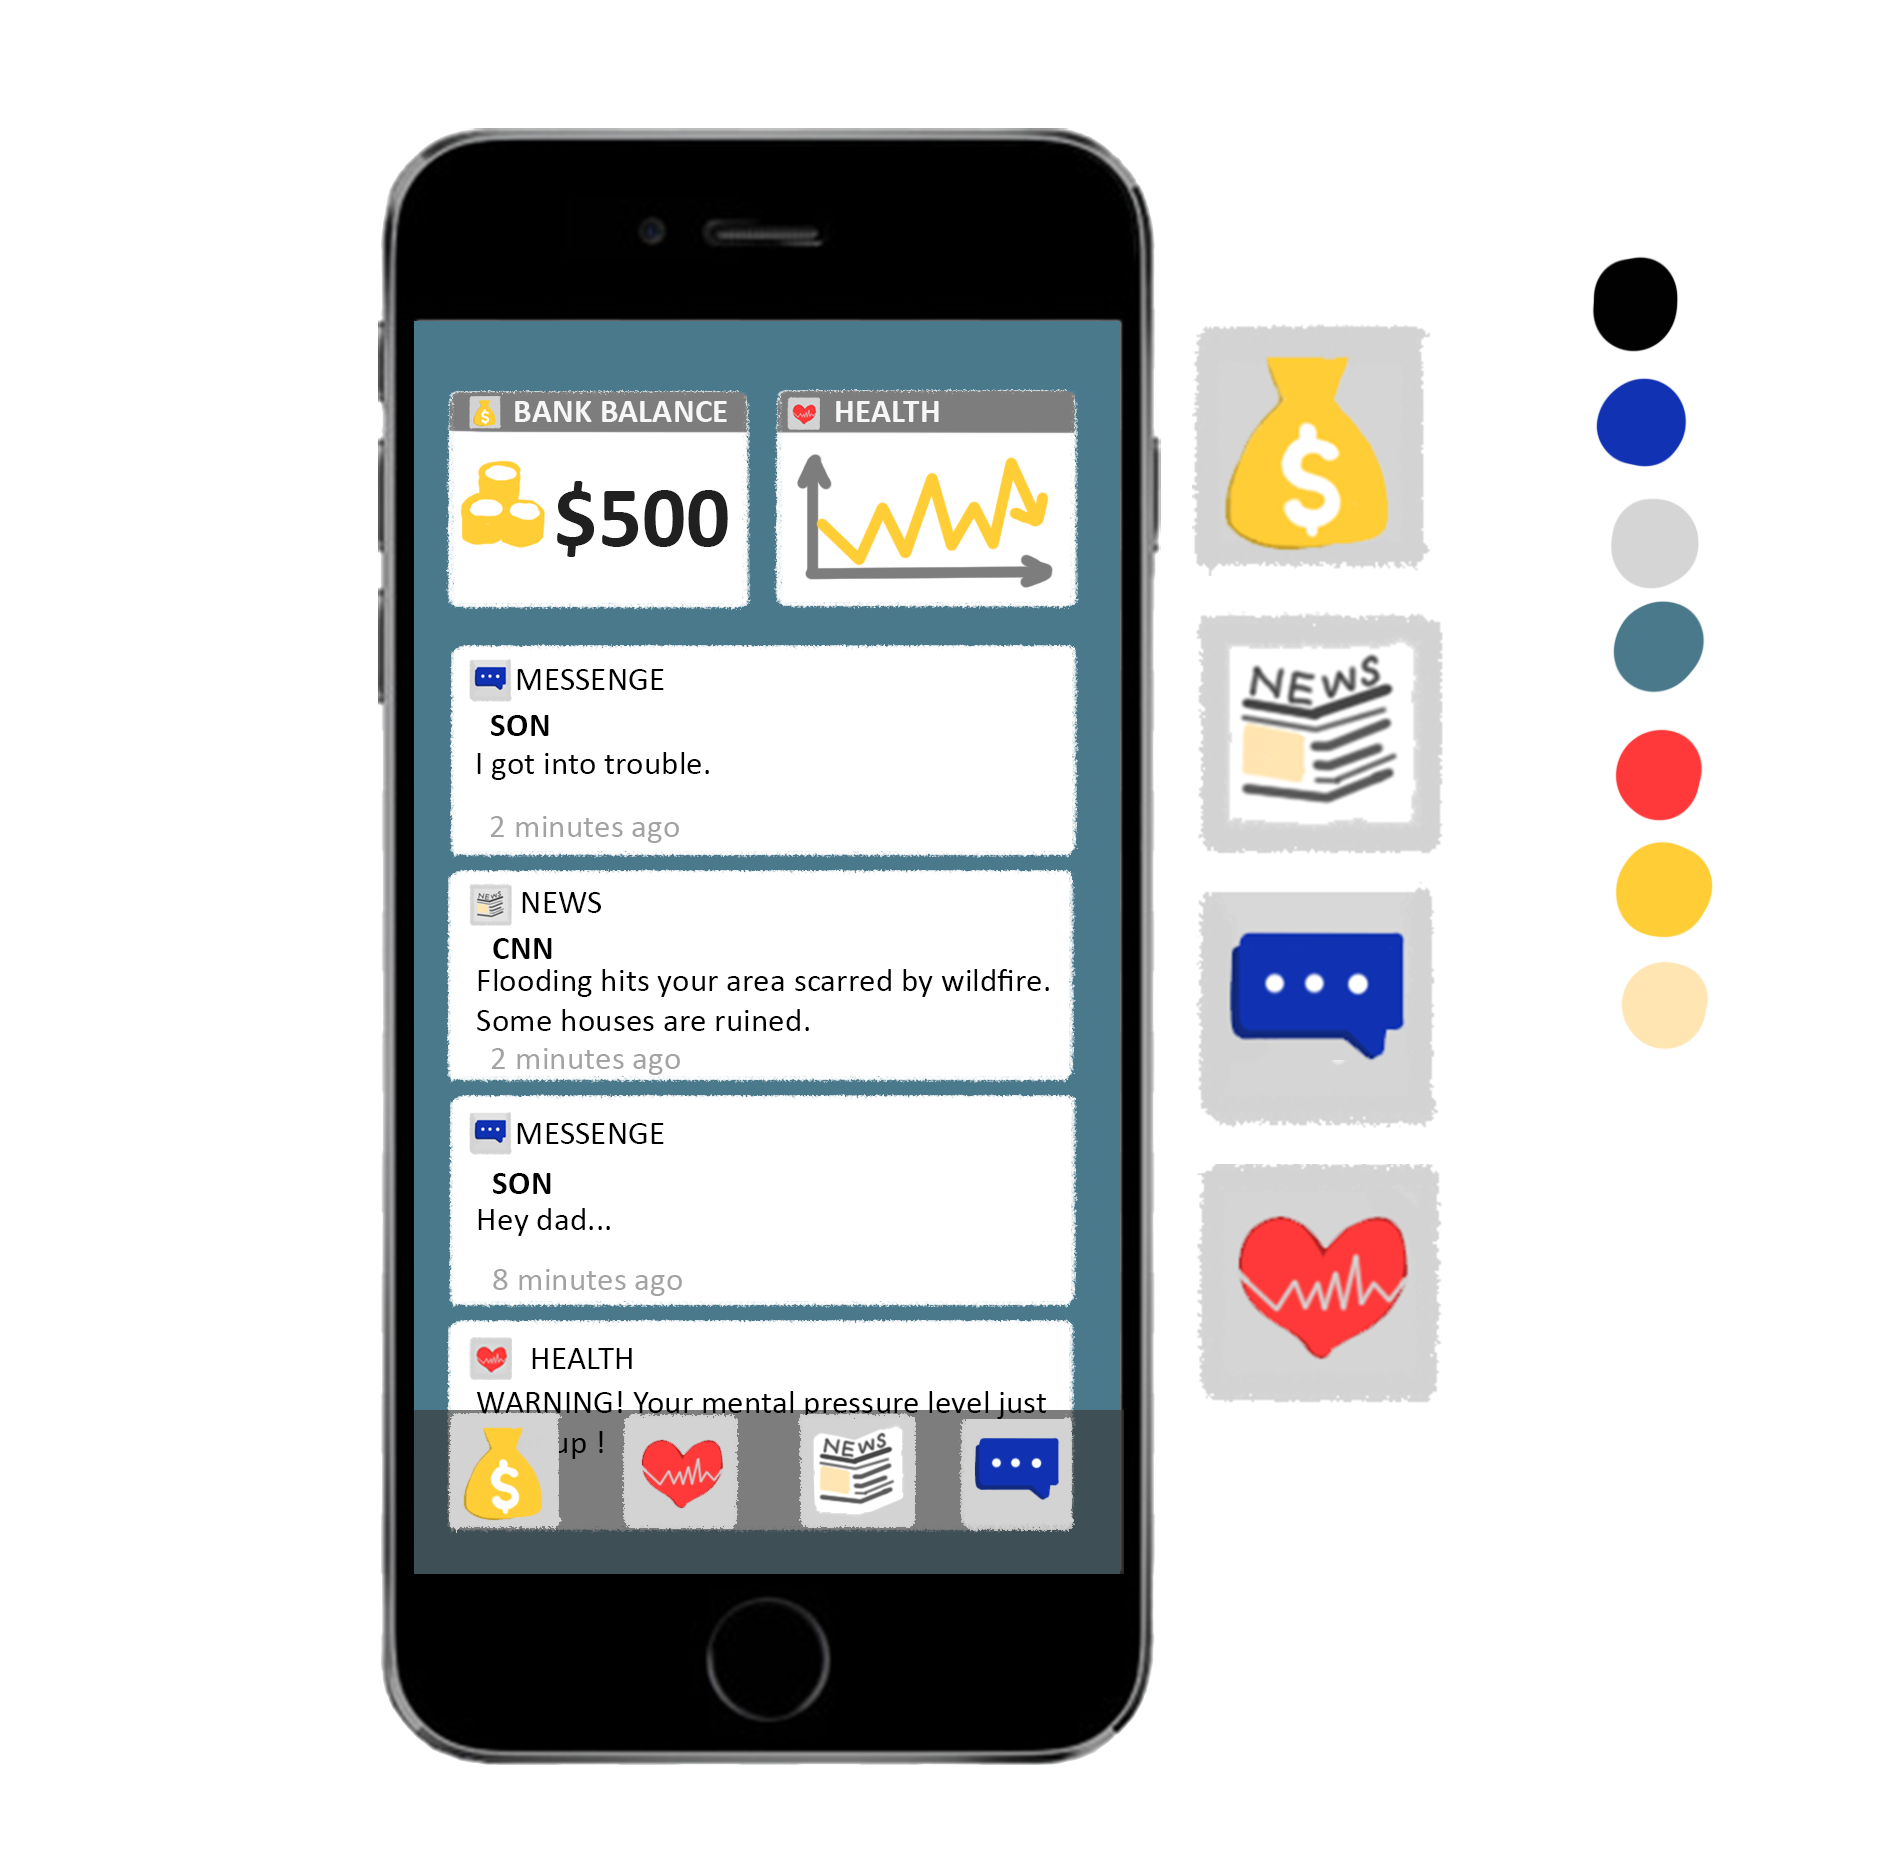 BANK BALANCE
$500
HEALTH
MESSENGE
SON
I got into trouble.
2 minutes ago
NEWS
CNN
Flooding hits your area scarred by wildfire.
Some houses are ruined.
2 minutes ago
MESSENGE
SON
Hey dad...
8 minutes ago
HEALTH
WARNING! Your mental pressure level just
up !
$
NEWS
$
NEWS